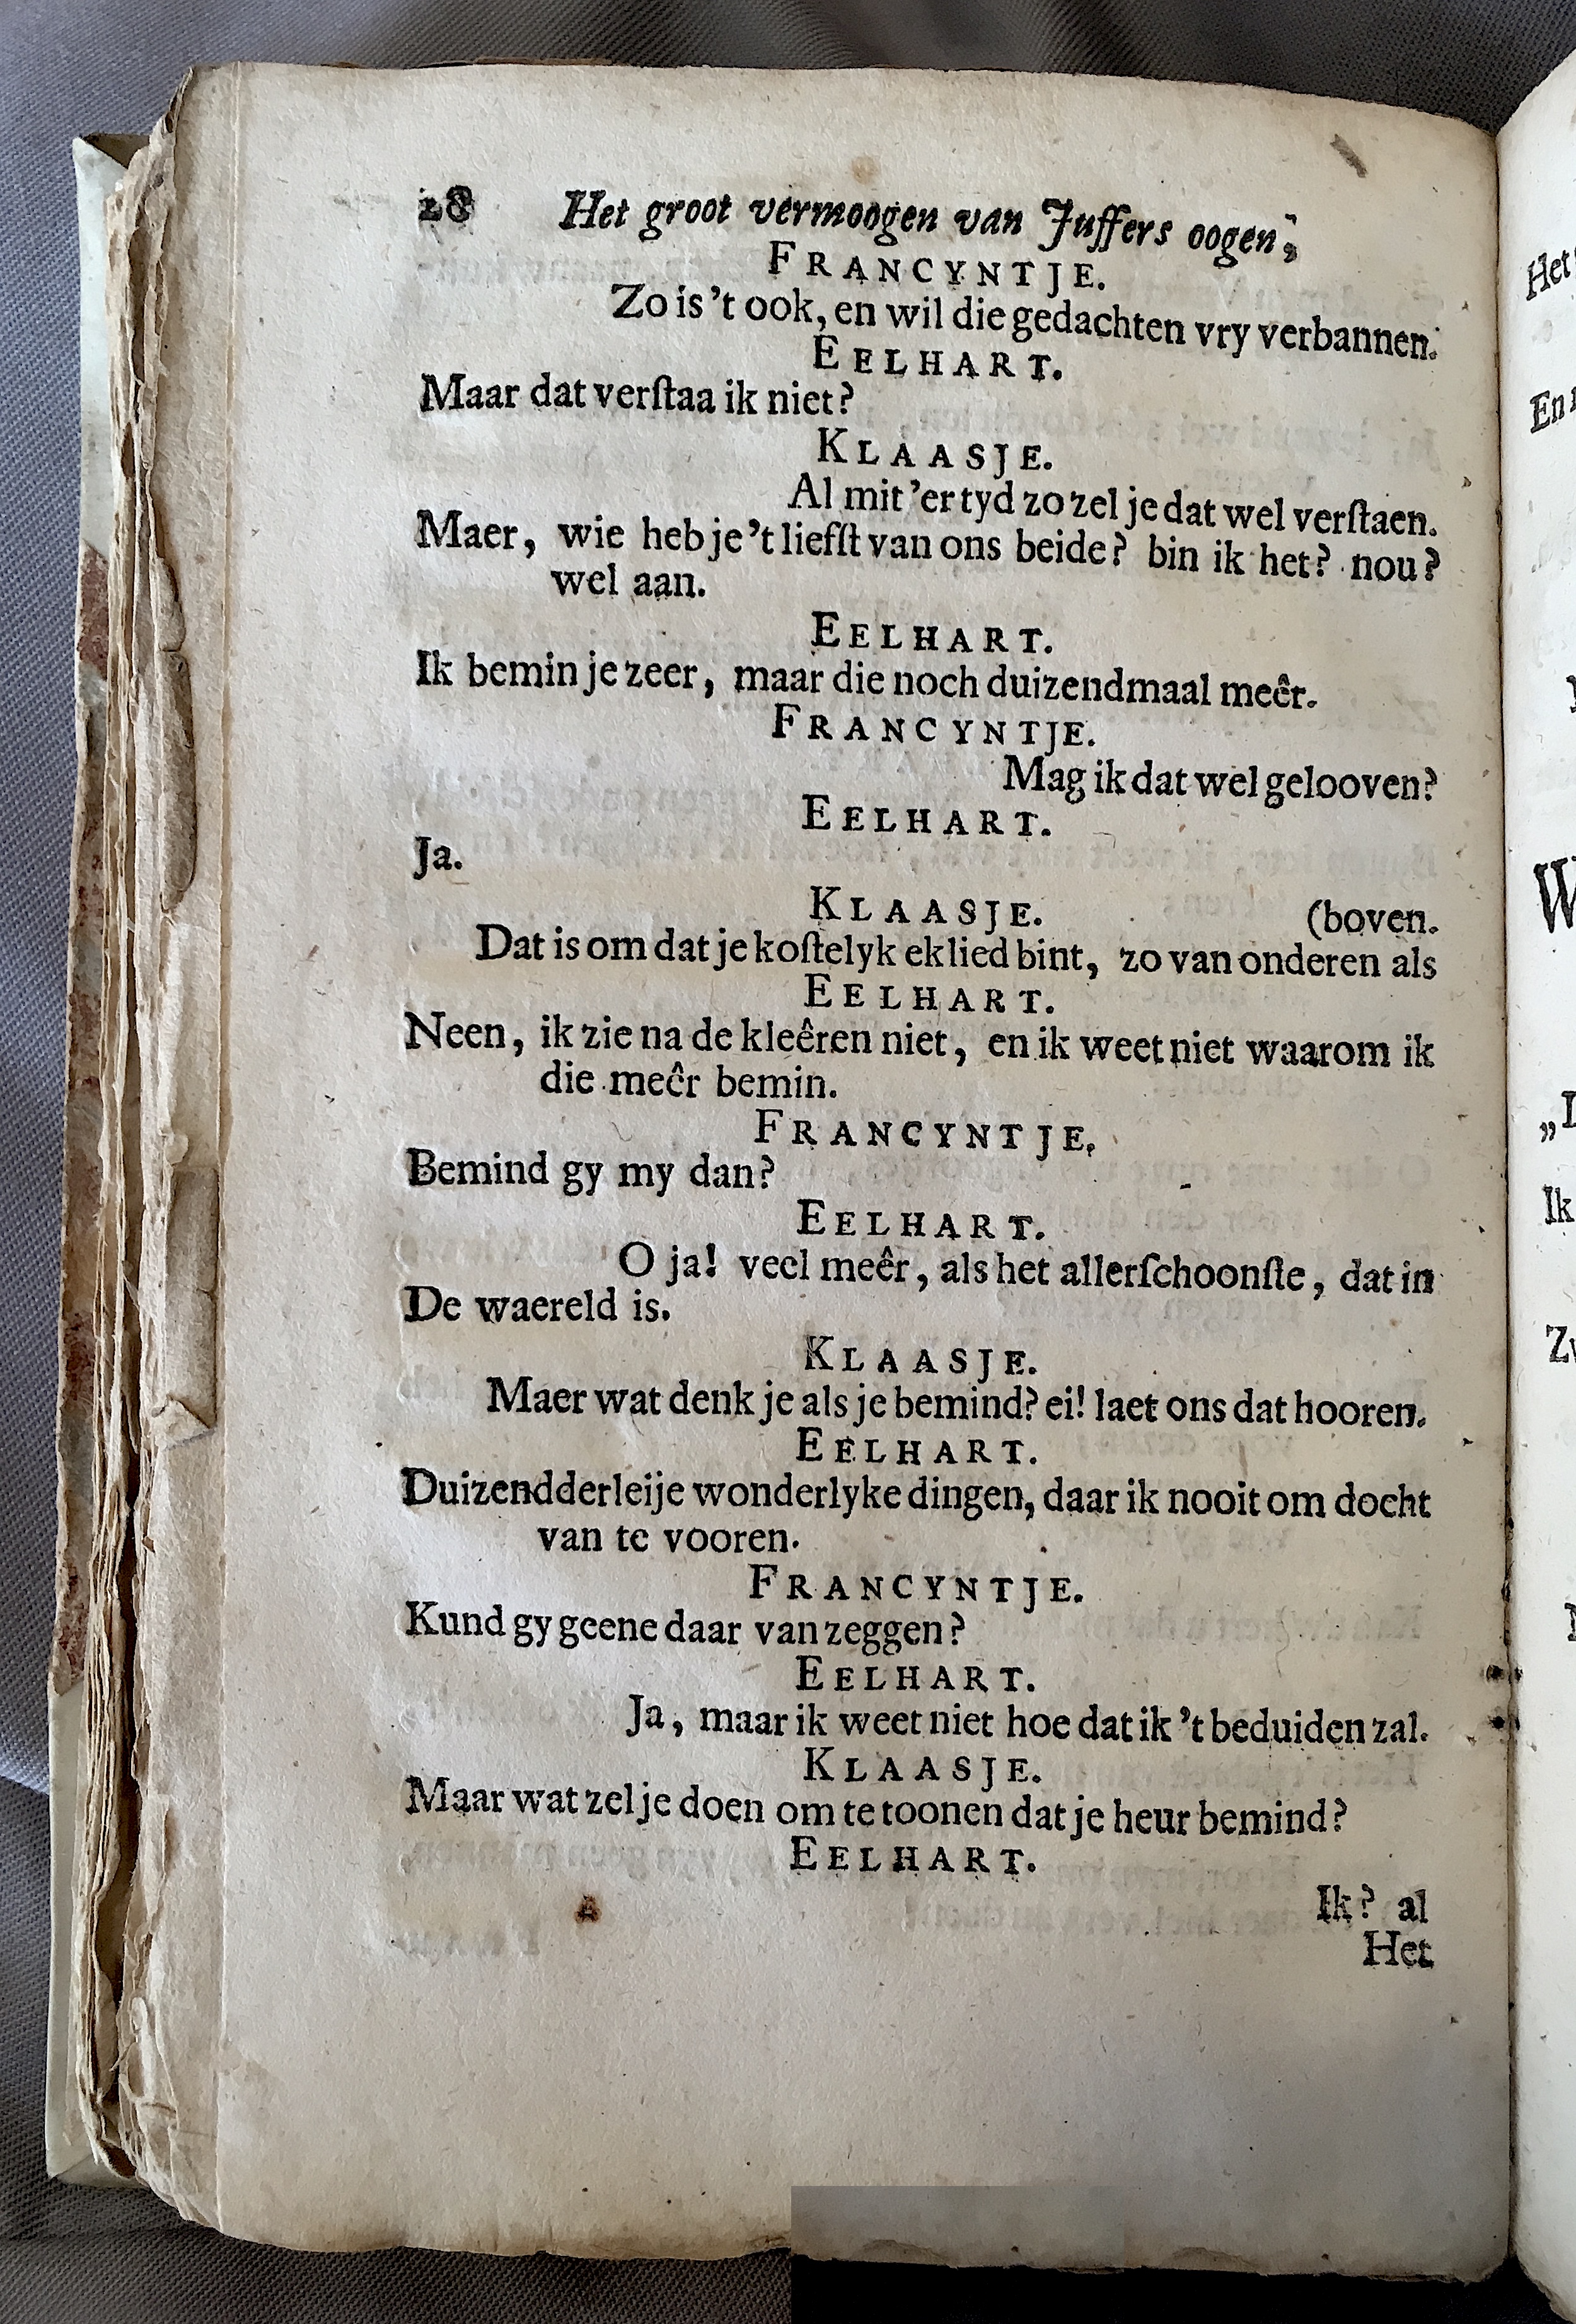 28 Het groot vermoogen van Juffers oogen,
FRANCYNTJE.
Zo is 't ook, en wil die gedachten vry verbannen.
EELHART.
Maar dat verſtaa ik niet?
KLAASJE.
Al mit 'er tyd zo zel je dat wel verſtaen.
Maer, wie heb je 't liefſt van ons beide? bin ik het? nou?
wel aan.
EELHART.
Ik bemin je zeer, maar die noch duizendmaal meêr.
FRANCYNTJE.
Mag ik dat wel gelooven?
EELHART.
Ja.
KLAASJE. (boven.
Dat is om dat je koſtelyk eklied bint, zo van onderen als
EELHART.
Neen, ik zie na de kleêren niet, en ik weet niet waarom ik
die meêr bemin.
FRANCYNTJE.
Bemind gy my dan?
EELHART.
O ja! veel meêr, als het allerſchoonſte, dat in
De waereld is.
KLAASJE.
Maer wat denk je als je bemind? ei! laet ons dat hooren.
EELHART.
Duizendderleije wonderlyke dingen, daar ik nooit om docht
van te vooren.
FRANCYNTJE.
Kund gy geene daar van zeggen?
EELHART.
Ja, maar ik weet niet hoe dat ik 't beduiden zal.
KLAASJE.
Maar wat zel je doen om te toonen dat je heur bemind?
EELHART.
Ik? al
Het
Het
En
W
„
Ik